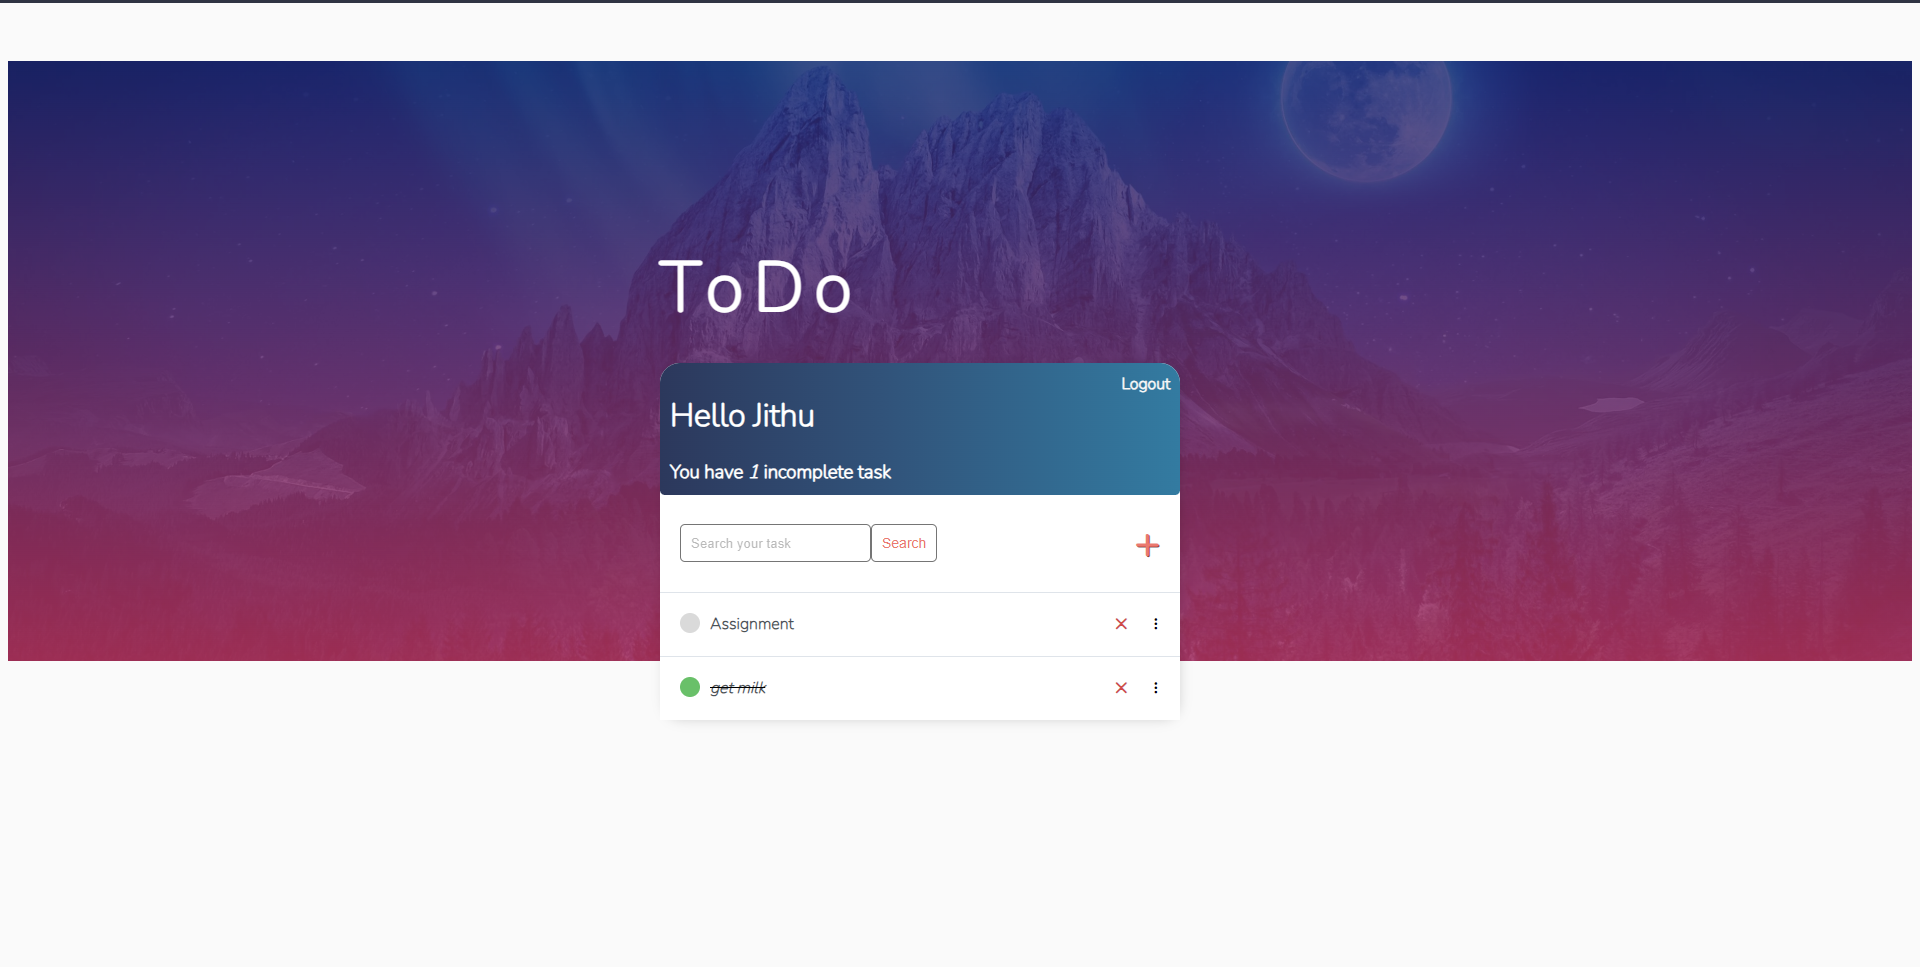 ToDo
Logout
Hello Jithu
You have 1 incomplete task
Search your task Search
Assignment
get milk